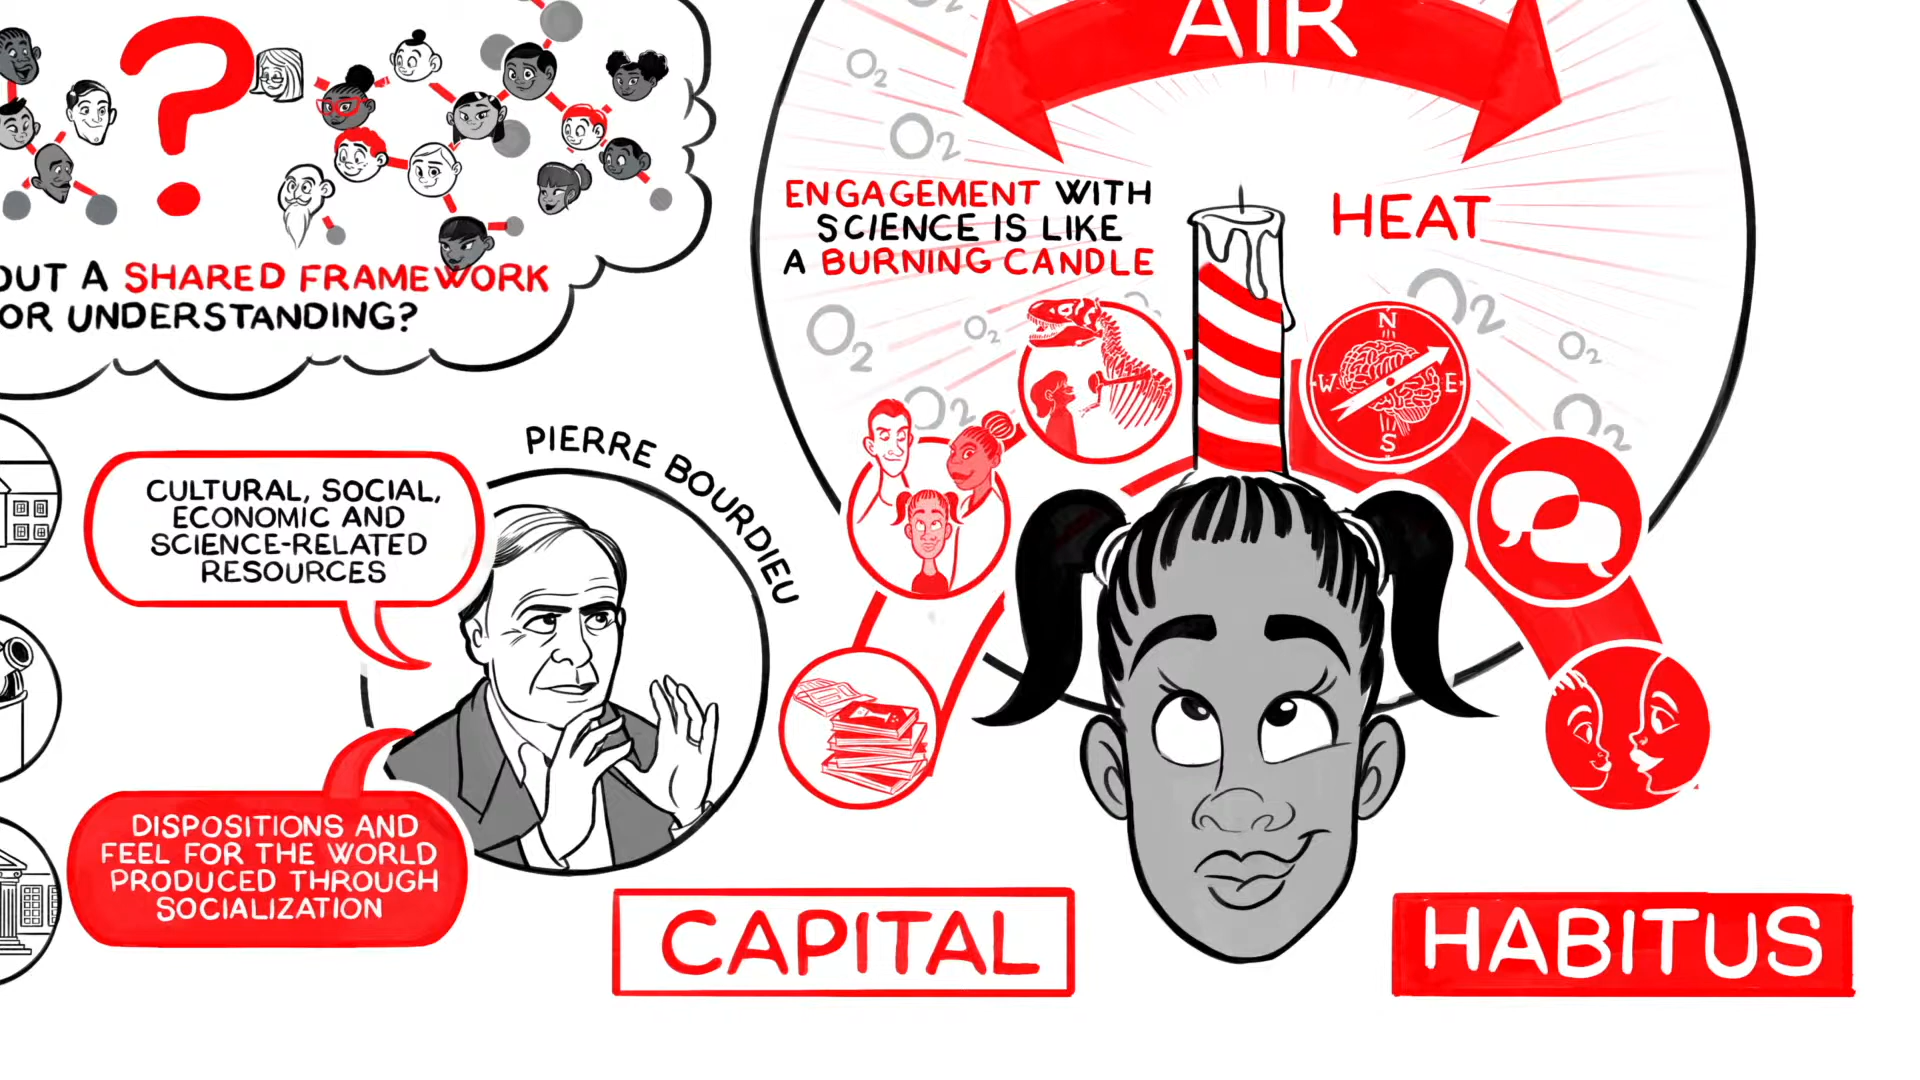 OUT A SHARED FRAMEWORK
OR UNDERSTANDING?
CULTURAL, SOCIAL,
ECONOMIC AND
SCIENCE-RELATED
RESOURCES
DISPOSITIONS AND
FEEL FOR THE WORLD
PRODUCED THROUGH
SOCIALIZATION
PIERRE BOURDIEU
AIR
ENGAGEMENT WITH
SCIENCE IS LIKE
A BURNING CANDLE
HEAT
O2
O2
O2
O2
O2
O2
O2
O2
N
W E
S
CAPITAL
HABITUS